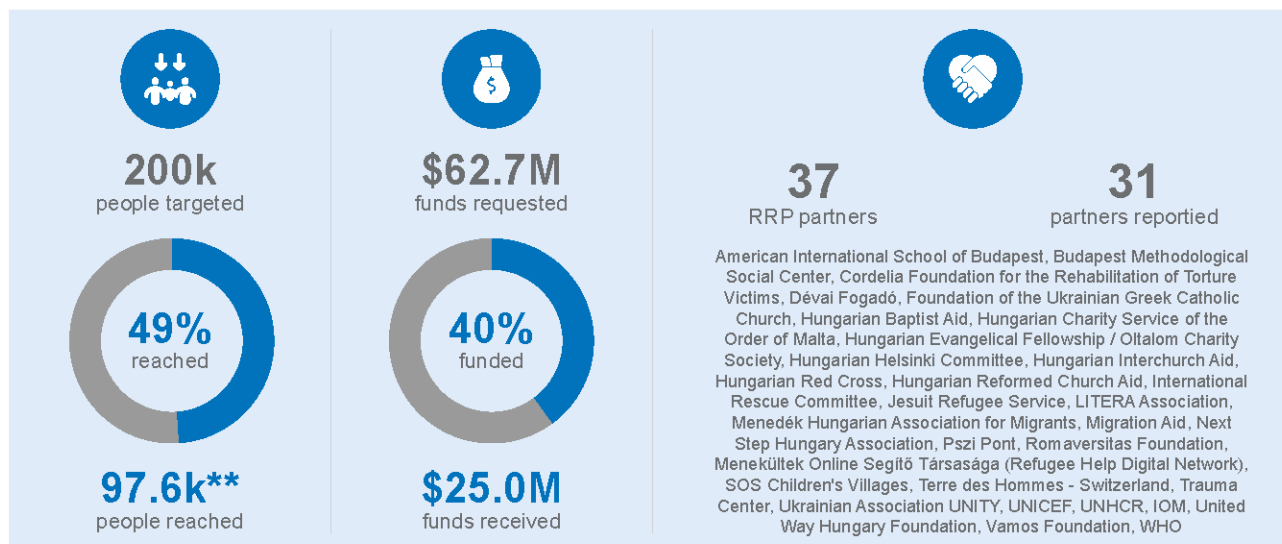 200k
people targeted
49%
reached
97.6k**
people reached
$
$62.7M
funds requested
40%
funded
$25.0M
funds received
37
RRP partners
31
partners reportied
American International School of Budapest, Budapest Methodological
Social Center, Cordelia Foundation for the Rehabilitation of Torture
Victims, Dévai Fogadó, Foundation of the Ukrainian Greek Catholic
Church, Hungarian Baptist Aid, Hungarian Charity Service of the
Order of Malta, Hungarian Evangelical Fellowship / Oltalom Charity
Society, Hungarian Helsinki Committee, Hungarian Interchurch Aid,
Hungarian Red Cross, Hungarian Reformed Church Aid, International
Rescue Committee, Jesuit Refugee Service, LITERA Association,
Menedék Hungarian Association for Migrants, Migration Aid, Next
Step Hungary Association, Pszi Pont, Romaversitas Foundation,
Menekültek Online Segítő Társasága (Refugee Help Digital Network),
SOS Children's Villages, Terre des Hommes - Switzerland, Trauma
Center, Ukrainian Association UNITY, UNICEF, UNHCR, IOM, United
Way Hungary Foundation, Vamos Foundation, WHO